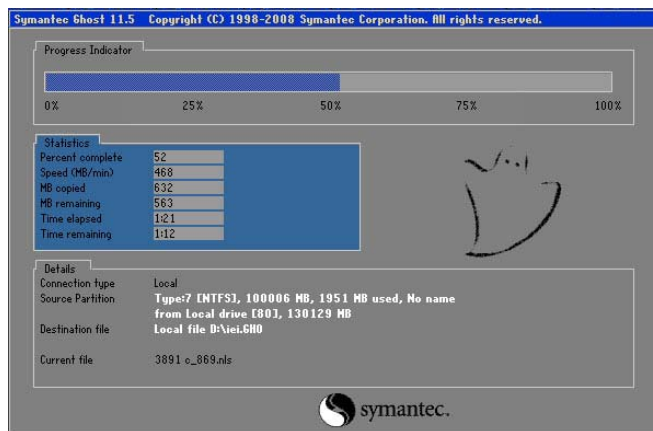 Symantec Ghost 11.5 Copyright (C) 1998-2008 Symantec Corporation. All rights reserved.
Progress Indicator
0% 25% 50% 75% 100%
Statistics
Percent complete 52
Speed (MB/min) 468
MB copied 632
MB remaining 563
Time elapsed 1:21
Time remaining 1:12
Details
Connection type Local
Source Partition Type:7 [NTFS], 100006 MB, 1951 MB used, No name
from Local drive [80], 130129 MB
Destination file Local file D:\iei.GHO
Current file 3891 c_869.nls
symantec.